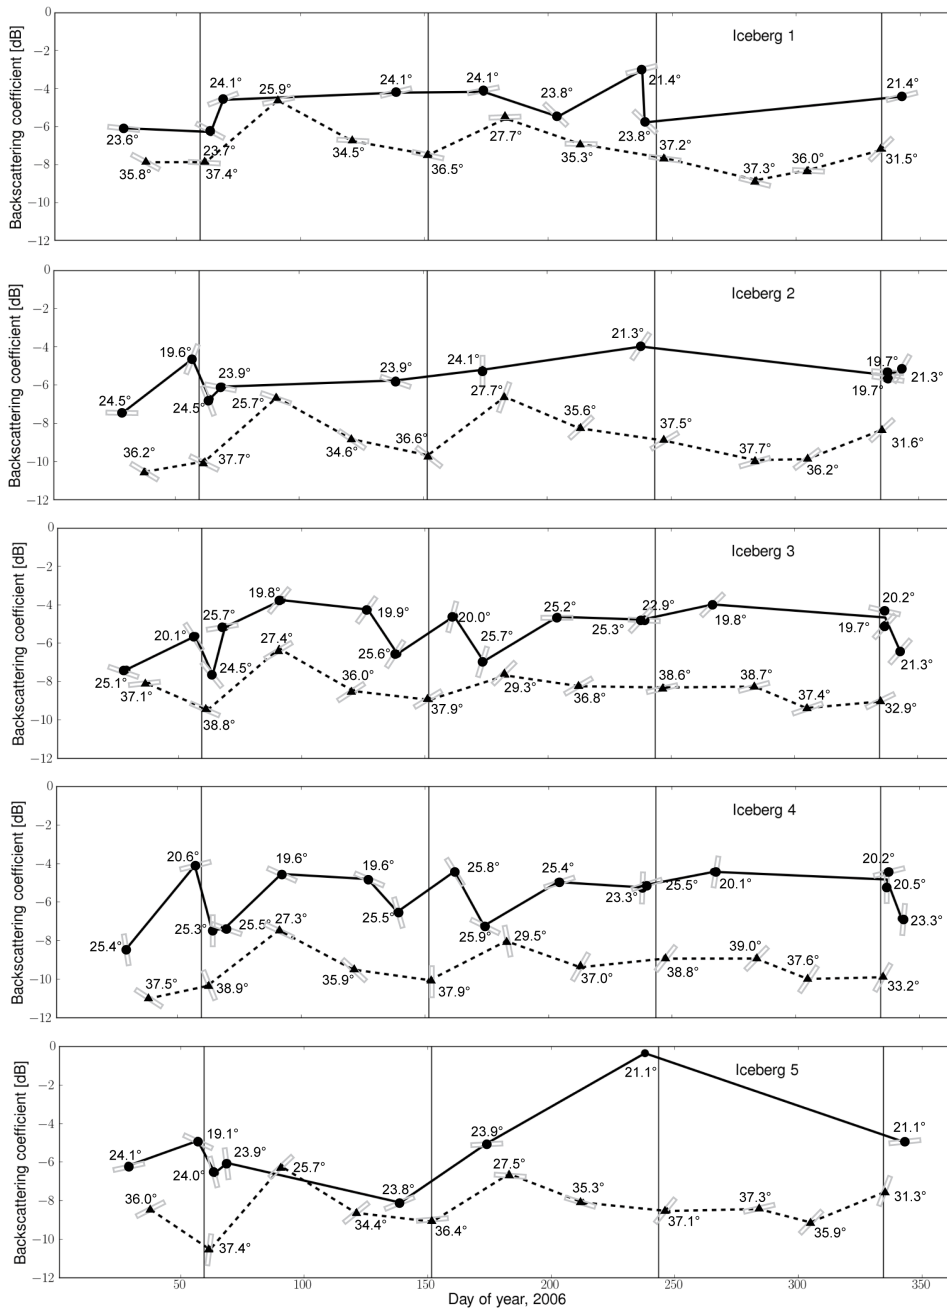 Iceberg 1
Backscattering coefficient [dB]
0
−2
−4
−6
−8
−10
−12
23.6° 23.7° 24.1° 24.1° 24.1° 23.8° 21.4° 23.8° 21.4°
35.8° 37.4° 25.9° 34.5° 36.5° 27.7° 35.3° 37.2° 37.3° 36.0° 31.5°
Iceberg 2
Backscattering coefficient [dB]
0
−2
−4
−6
−8
−10
−12
24.5° 19.6° 24.5° 23.9° 23.9° 24.1° 21.3° 19.7° 19.7° 21.3°
36.2° 37.7° 25.7° 34.6° 36.6° 27.7° 35.6° 37.5° 37.7° 36.2° 31.6°
Iceberg 3
Backscattering coefficient [dB]
0
−2
−4
−6
−8
−10
−12
25.1° 20.1° 24.5° 25.7° 19.8° 19.9° 25.6° 20.0° 25.7° 25.2° 25.3° 22.9° 19.8° 19.7° 20.2° 21.3°
37.1° 38.8° 27.4° 36.0° 37.9° 29.3° 36.8° 38.6° 38.7° 37.4° 32.9°
Iceberg 4
Backscattering coefficient [dB]
0
−2
−4
−6
−8
−10
−12
25.4° 20.6° 25.3° 25.5° 19.6° 19.6° 25.5° 25.8° 25.9° 25.4° 23.3° 25.5° 20.1° 20.2° 20.5° 23.3°
37.5° 38.9° 27.3° 35.9° 37.9° 29.5° 37.0° 38.8° 39.0° 37.6° 33.2°
Iceberg 5
Backscattering coefficient [dB]
0
−2
−4
−6
−8
−10
−12
24.1° 19.1° 24.0° 23.9° 23.8° 23.9° 21.1° 21.1°
36.0° 37.4° 25.7° 34.4° 36.4° 27.5° 35.3° 37.1° 37.3° 35.9° 31.3°
50 100 150 200 250 300 350
Day of year, 2006